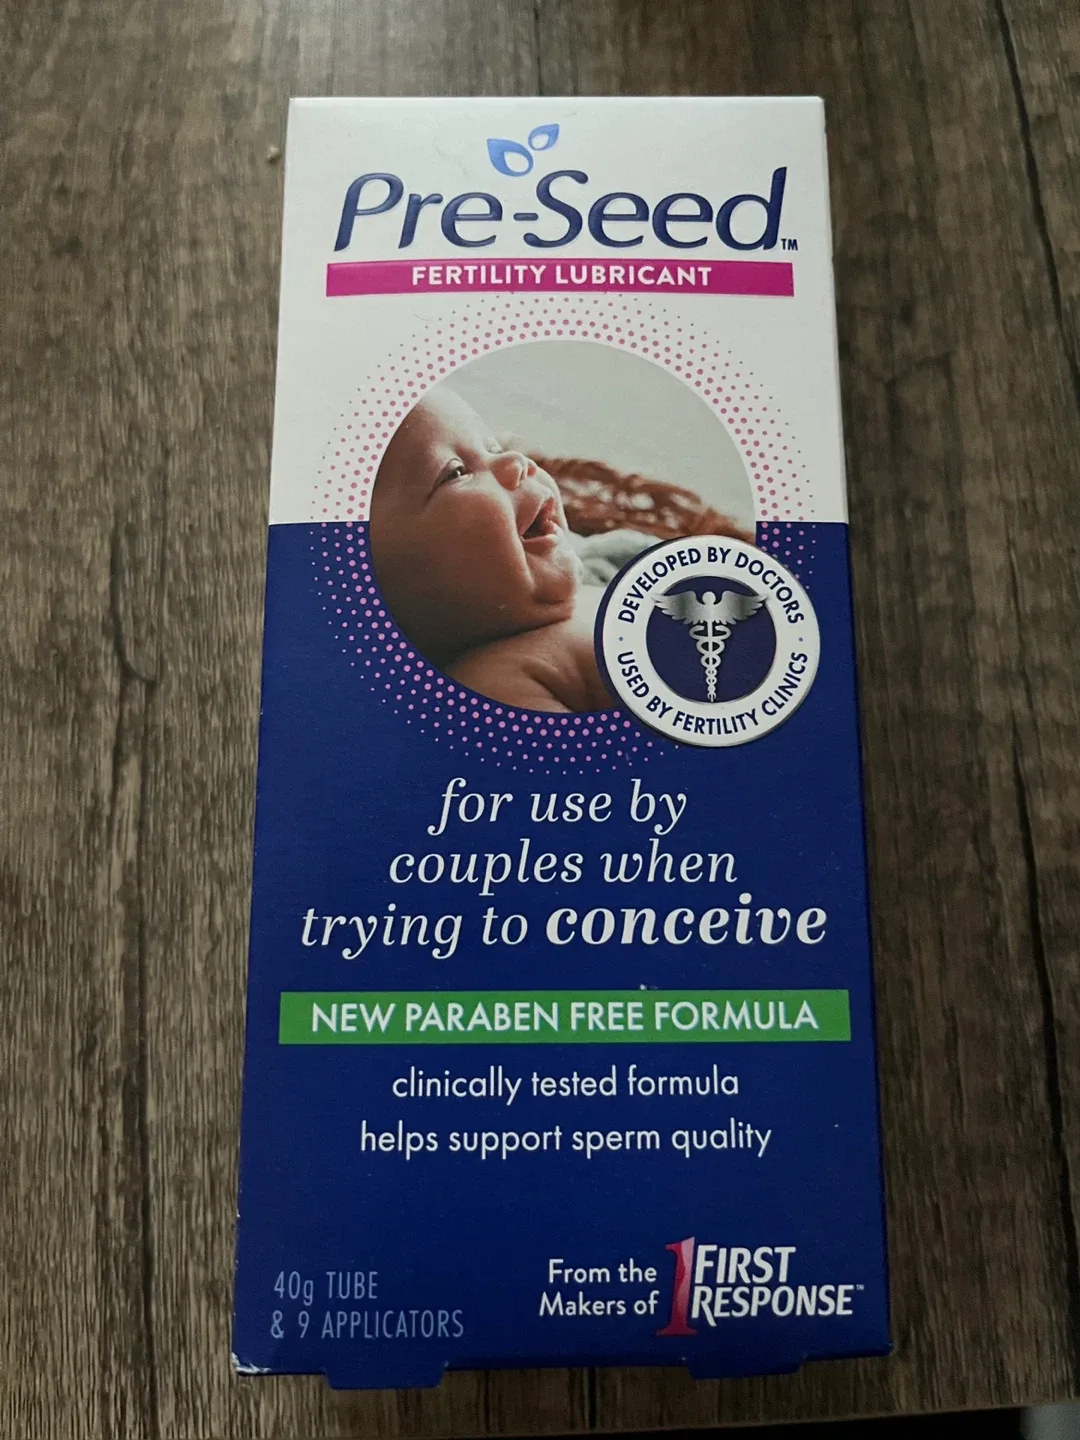 Pre-Seed™
FERTILITY LUBRICANT
DEVELOPED BY DOCTORS
USED BY FERTILITY CLINICS
for use by
couples when
trying to conceive
NEW PARABEN FREE FORMULA
clinically tested formula
helps support sperm quality
40g TUBE
& 9 APPLICATORS
From the
Makers of
1 FIRST
RESPONSE™